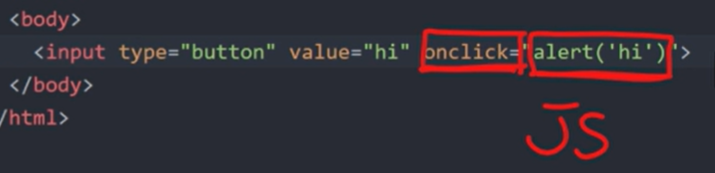 <body>
<input type="button" value="hi" onclick="alert('hi')">
</body>
/html>
JS